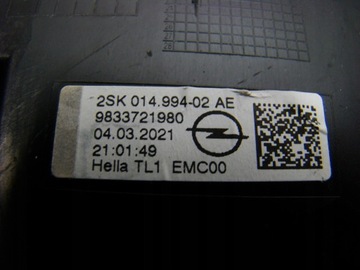 2SK 014.994-02 AE
9833721980
04.03.2021
21:01:49
Hella TL1 EMC00